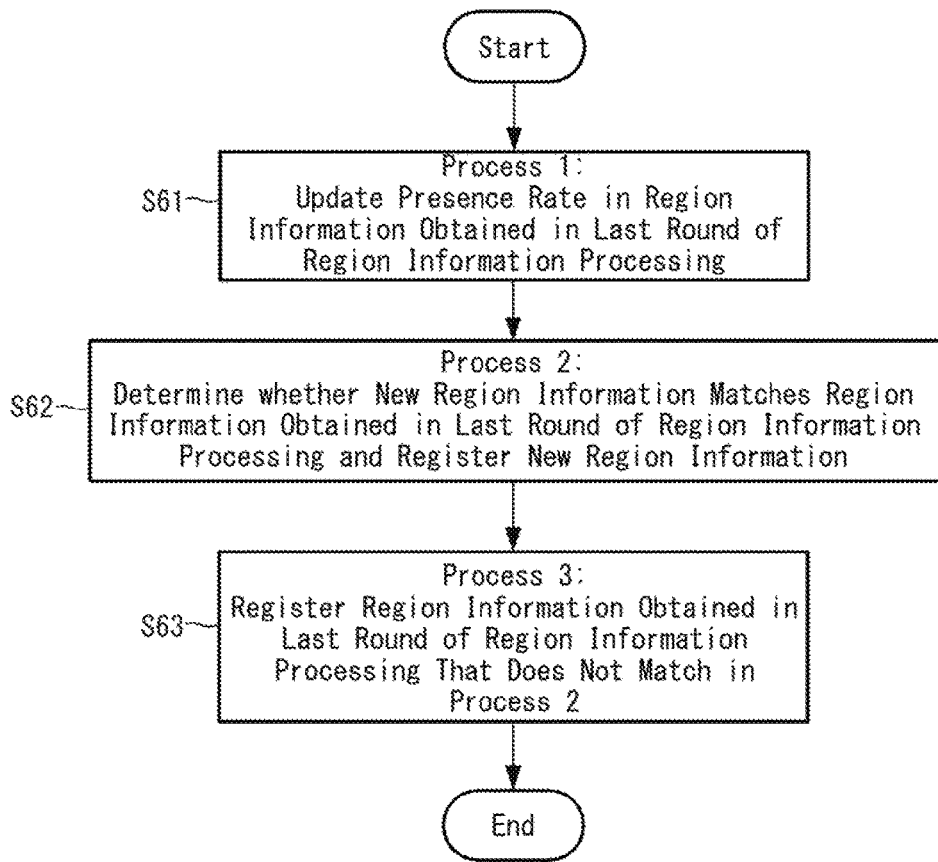 Start
Process 1:
S61
Update Presence Rate in Region
Information Obtained in Last Round of
Region Information Processing
Process 2:
S62
Determine whether New Region Information Matches Region
Information Obtained in Last Round of Region Information
Processing and Register New Region Information
Process 3:
S63
Register Region Information Obtained in
Last Round of Region Information
Processing That Does Not Match in
Process 2
End